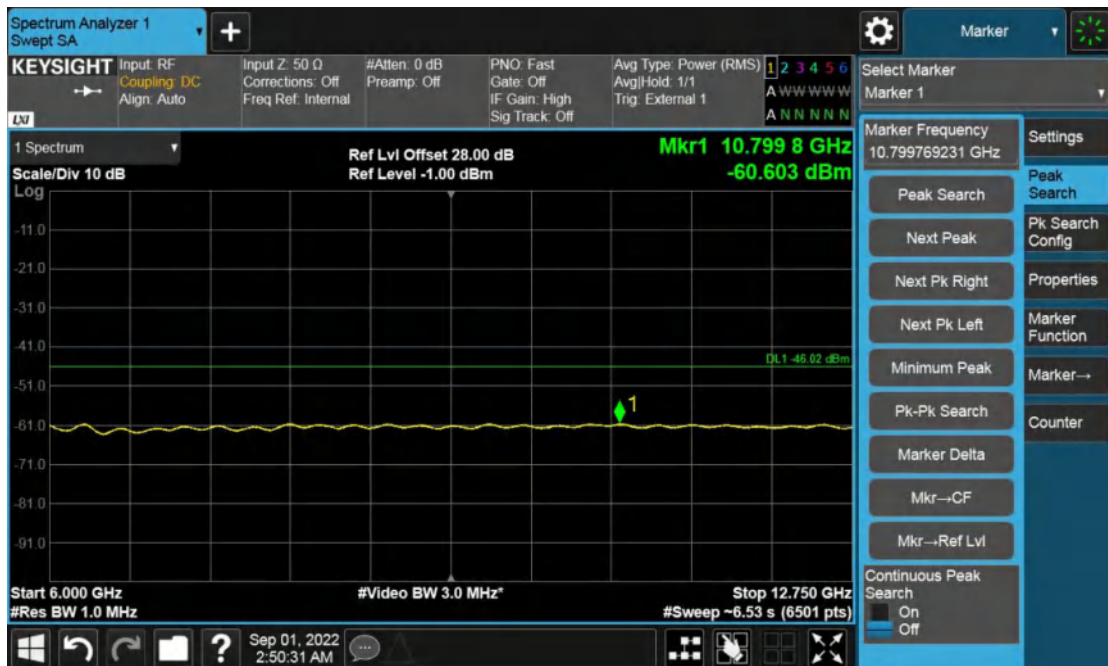 Spectrum Analyzer 1
Swept SA
+
Marker
KEYSIGHT
Input: RF
Coupling: DC
Align: Auto
Input Z: 50 Ω
Corrections: Off
Freq Ref: Internal
#Atten: 0 dB
Preamp: Off
PNO: Fast
Gate: Off
IF Gain: High
Sig Track: Off
Avg Type: Power (RMS)
Avg|Hold: 1/1
Trig: External 1
1 2 3 4 5 6
A W W W W W
A N N N N N
LXI
Select Marker
Marker 1
1 Spectrum
Scale/Div 10 dB
Ref Lvl Offset 28.00 dB
Ref Level -1.00 dBm
Mkr1 10.799 8 GHz
-60.603 dBm
Log
-11.0
-21.0
-31.0
-41.0
-51.0
-61.0
-71.0
-81.0
-91.0
DL1 -46.02 dBm
1
Start 6.000 GHz
#Res BW 1.0 MHz
#Video BW 3.0 MHz*
Stop 12.750 GHz
#Sweep ~6.53 s (6501 pts)
Marker Frequency
10.799769231 GHz
Peak Search
Next Peak
Next Pk Right
Next Pk Left
Minimum Peak
Pk-Pk Search
Marker Delta
Mkr→CF
Mkr→Ref Lvl
Continuous Peak
Search
On
Off
Settings
Peak
Search
Pk Search
Config
Properties
Marker
Function
Marker→
Counter
?
Sep 01, 2022
2:50:31 AM